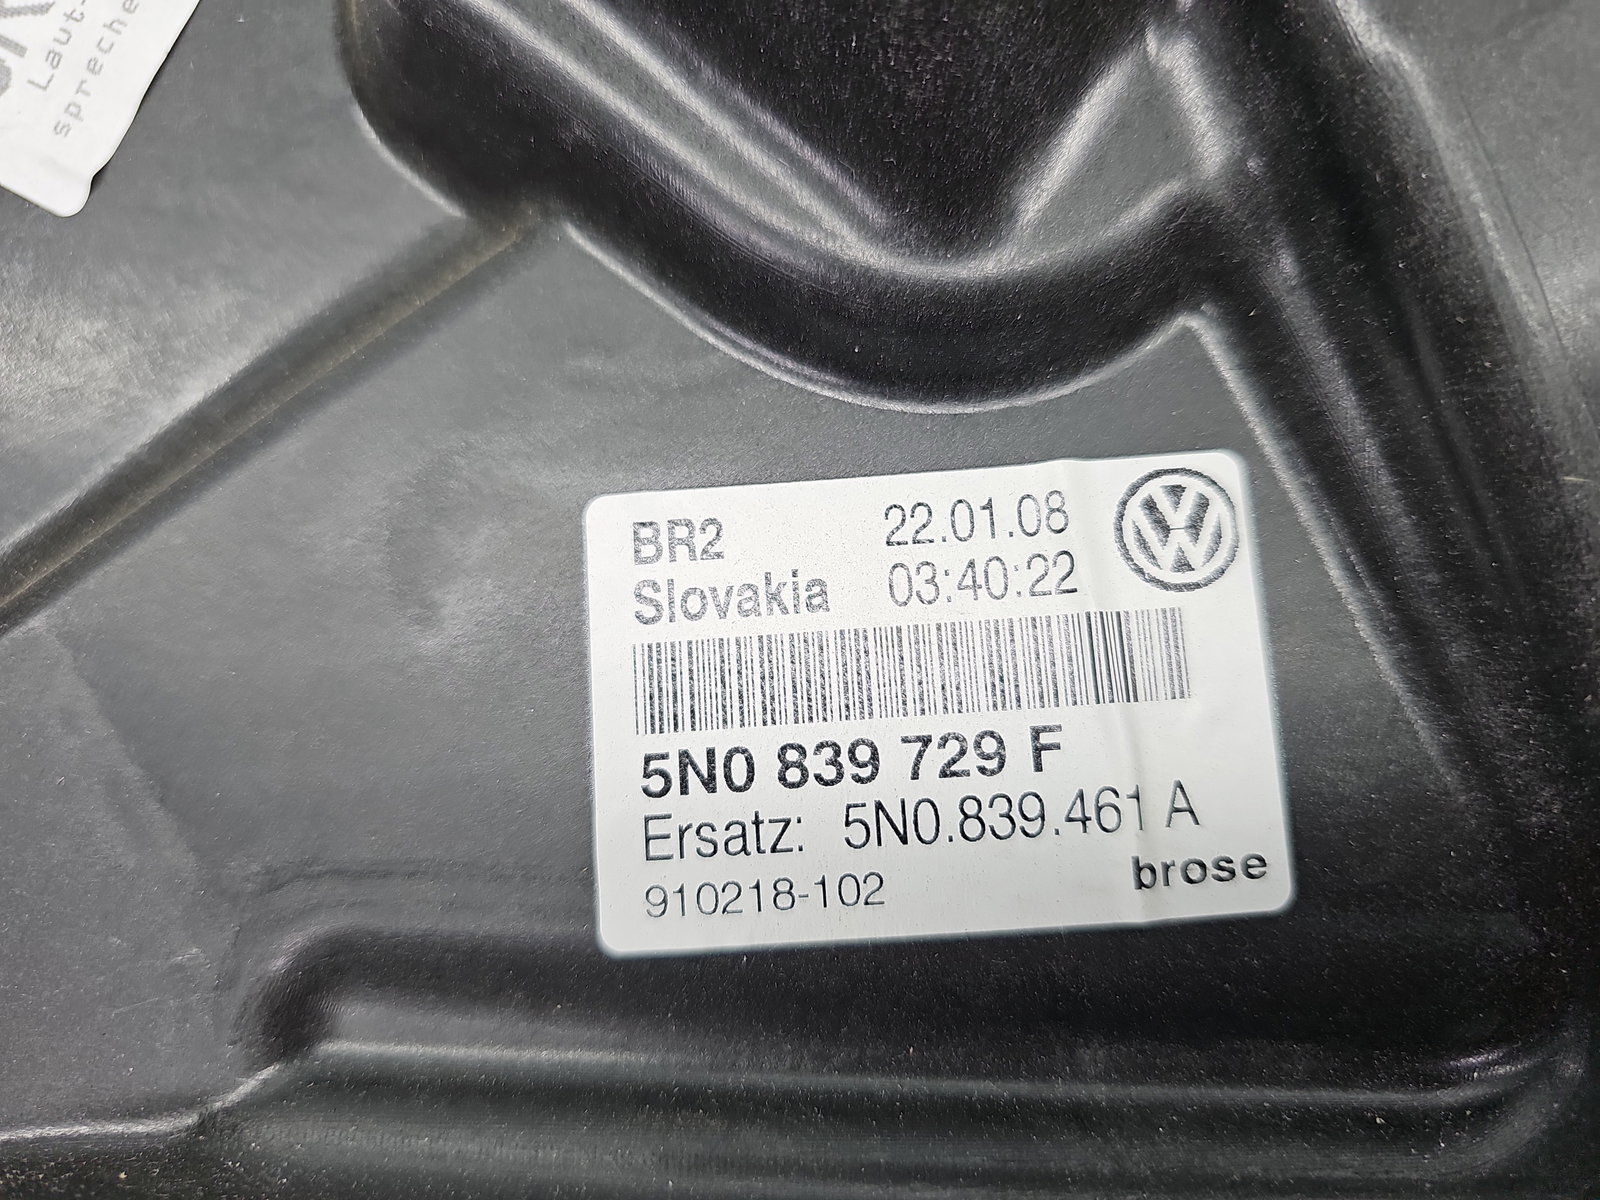 Laut-
spreche
BR2 22.01.08
Slovakia 03:40:22
5N0 839 729 F
Ersatz: 5N0.839.461 A
910218-102
brose